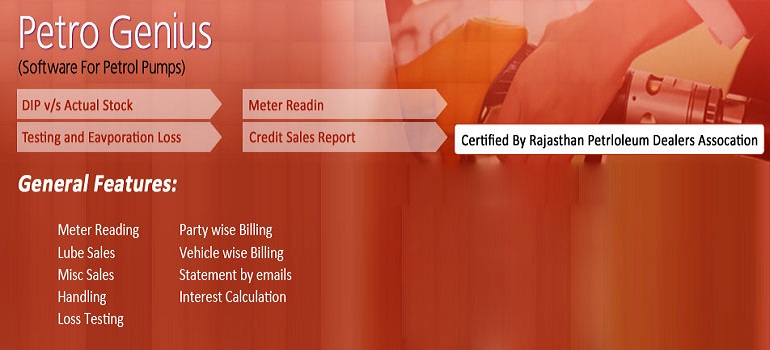 Petro Genius
(Software For Petrol Pumps)
DIP v/s Actual Stock
Meter Readin
Testing and Eavporation Loss
Credit Sales Report
Certified By Rajasthan Petrloleum Dealers Assocation
General Features:
Meter Reading
Lube Sales
Misc Sales
Handling
Loss Testing
Party wise Billing
Vehicle wise Billing
Statement by emails
Interest Calculation